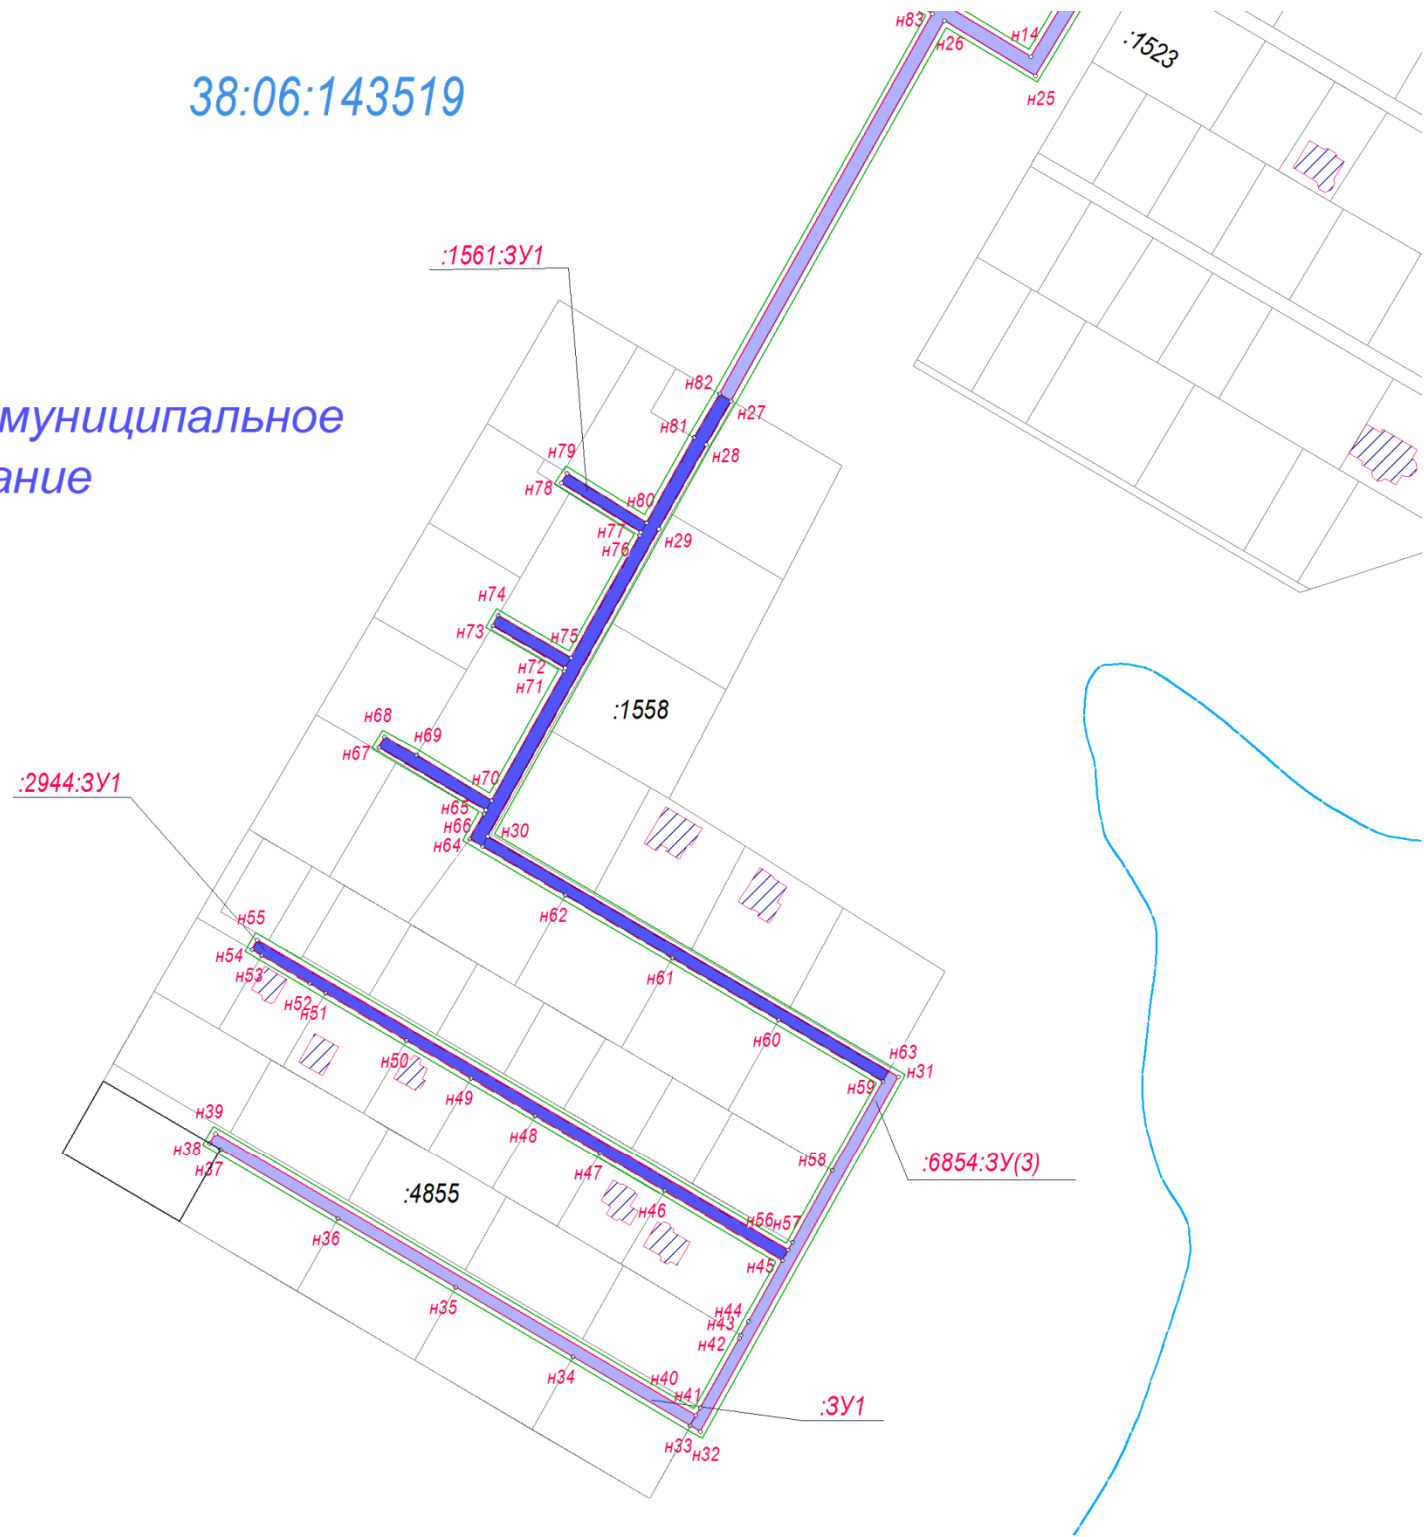 н83
н26
н14
:1523
н25
38:06:143519
:1561:ЗУ1
н82
н27
муниципальное
н81
н28
н79
ание
н78
н80
н77
н29
н76
н74
н73
н75
н72
н71
:1558
н68
н69
н67
:2944:ЗУ1
н70
н65
н66
н30
н64
н62
н55
н54
н61
н53
н52
н51
н60
н50
н63
н31
н59
н49
н39
н48
н38
н37
н47
н58
:6854:ЗУ(3)
:4855
н46
н56
н57
н36
н45
н35
н44
н43
н42
н34
н40
н41
:ЗУ1
н33
н32